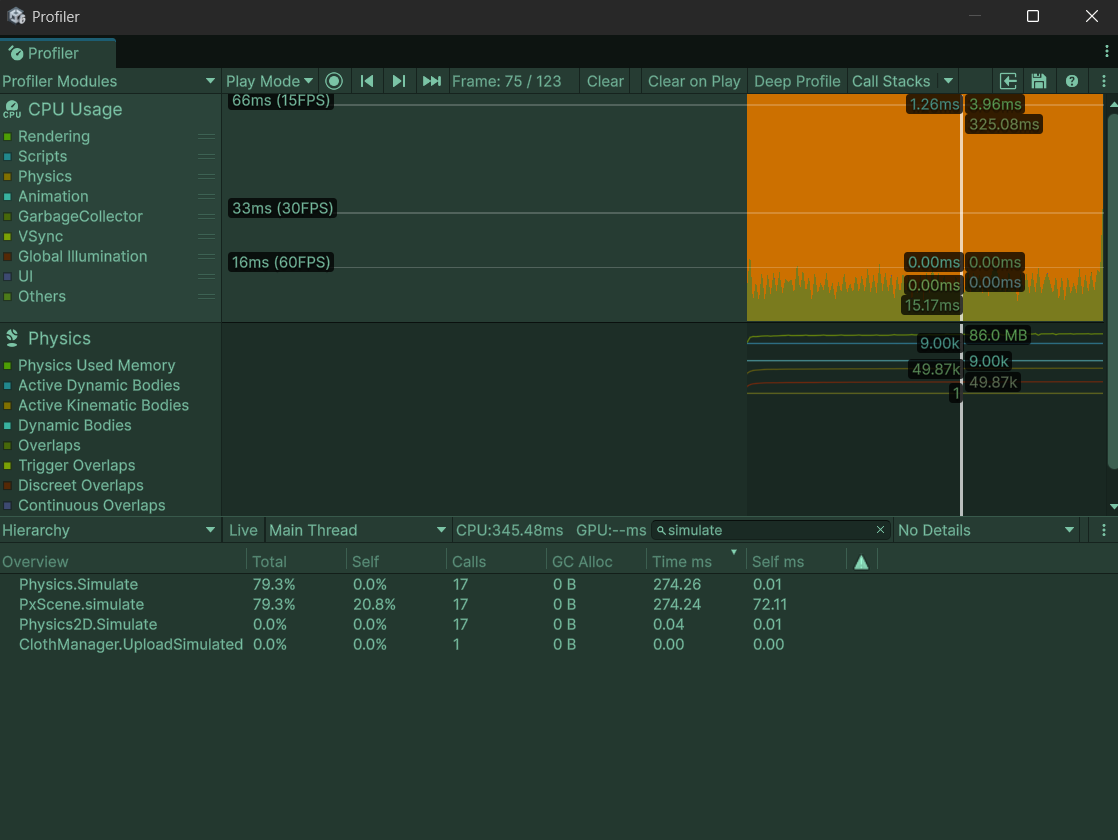 Profiler
Profiler
Profiler Modules Play Mode Frame: 75 / 123 Clear Clear on Play Deep Profile Call Stacks
CPU Usage
CPU
Rendering
Scripts
Physics
Animation
GarbageCollector
VSync
Global Illumination
UI
Others
66ms (15FPS)
33ms (30FPS)
16ms (60FPS)
1.26ms 3.96ms
325.08ms
0.00ms 0.00ms
0.00ms 0.00ms
15.17ms
Physics
Physics Used Memory
Active Dynamic Bodies
Active Kinematic Bodies
Dynamic Bodies
Overlaps
Trigger Overlaps
Discreet Overlaps
Continuous Overlaps
86.0 MB
9.00k 9.00k
49.87k 49.87k
1
Hierarchy Live Main Thread CPU:345.48ms GPU:--ms simulate No Details
Overview Total Self Calls GC Alloc Time ms Self ms
Physics.Simulate 79.3% 0.0% 17 0 B 274.26 0.01
PxScene.simulate 79.3% 20.8% 17 0 B 274.24 72.11
Physics2D.Simulate 0.0% 0.0% 17 0 B 0.04 0.01
ClothManager.UploadSimulated 0.0% 0.0% 1 0 B 0.00 0.00